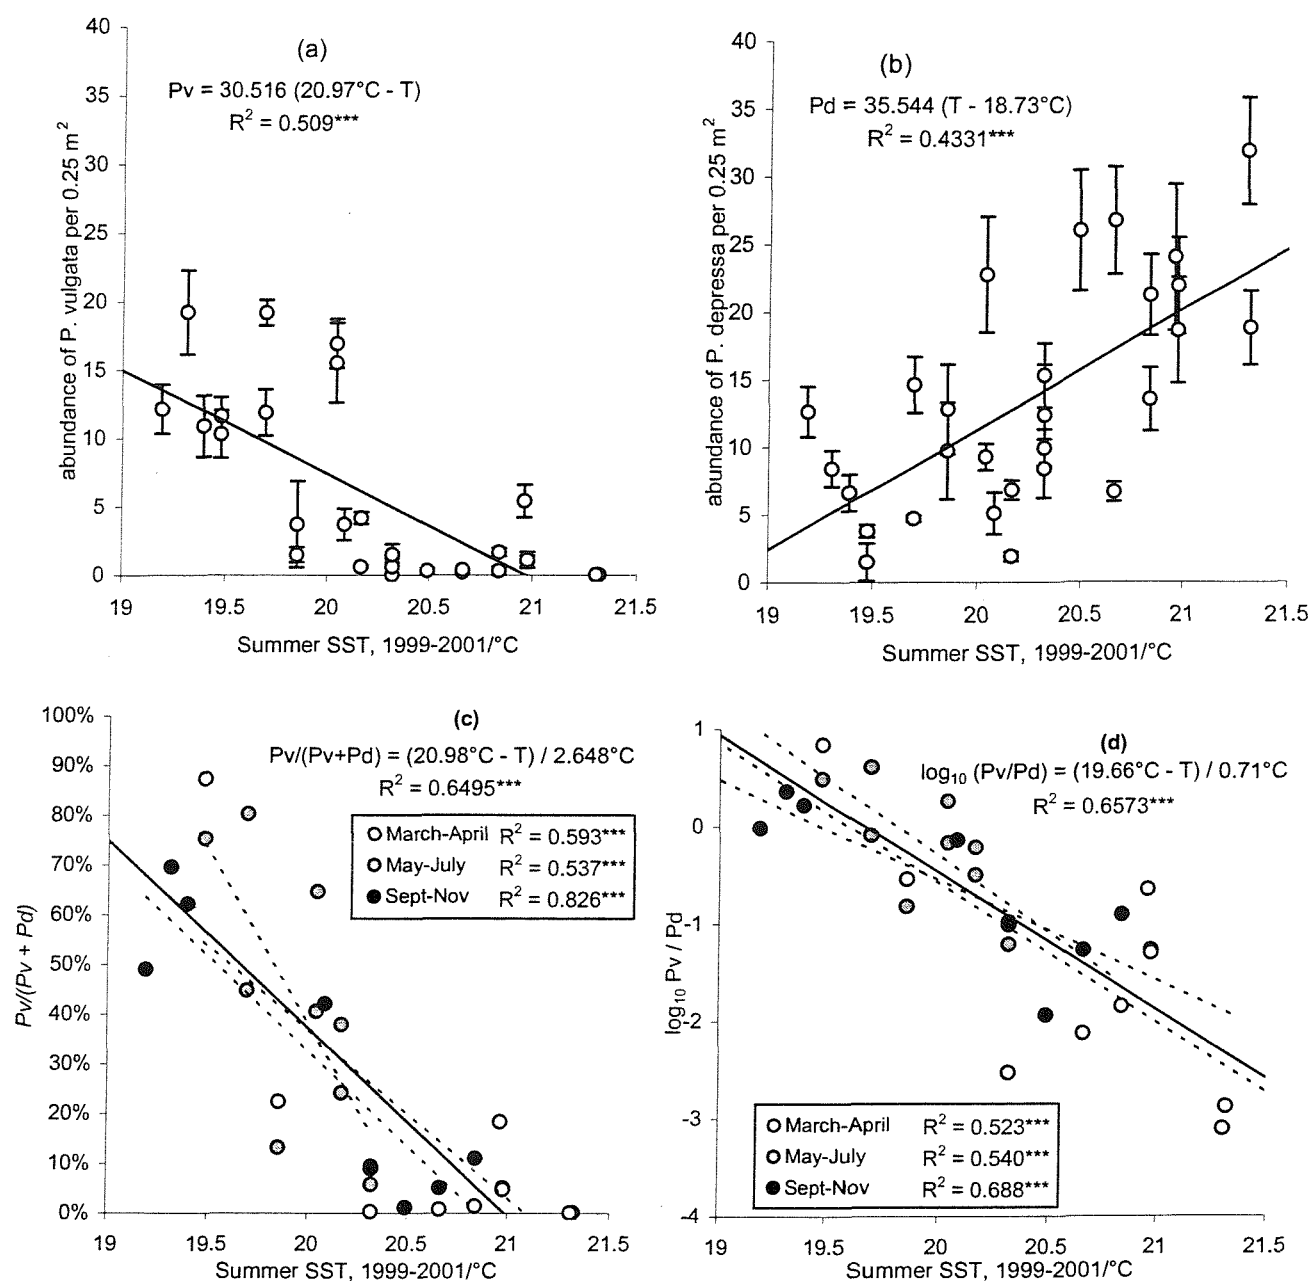 (a)
Pv = 30.516 (20.97°C - T)
R² = 0.509***
abundance of P. vulgata per 0.25 m²
40
35
30
25
20
15
10
5
0
19
19.5
20
20.5
21
21.5
Summer SST, 1999-2001/°C
(b)
Pd = 35.544 (T - 18.73°C)
R² = 0.4331***
abundance of P. depressa per 0.25 m²
40
35
30
25
20
15
10
5
0
19
19.5
20
20.5
21
21.5
Summer SST, 1999-2001/°C
(c)
Pv/(Pv+Pd) = (20.98°C - T) / 2.648°C
R² = 0.6495***
March-April R² = 0.593***
May-July R² = 0.537***
Sept-Nov R² = 0.826***
Pv/(Pv + Pd)
100%
90%
80%
70%
60%
50%
40%
30%
20%
10%
0%
19
19.5
20
20.5
21
21.5
Summer SST, 1999-2001/°C
(d)
log₁₀ (Pv/Pd) = (19.66°C - T) / 0.71°C
R² = 0.6573***
log₁₀ Pv / Pd
1
0
-1
-2
-3
-4
March-April R² = 0.523***
May-July R² = 0.540***
Sept-Nov R² = 0.688***
19
19.5
20
20.5
21
21.5
Summer SST, 1999-2001/°C